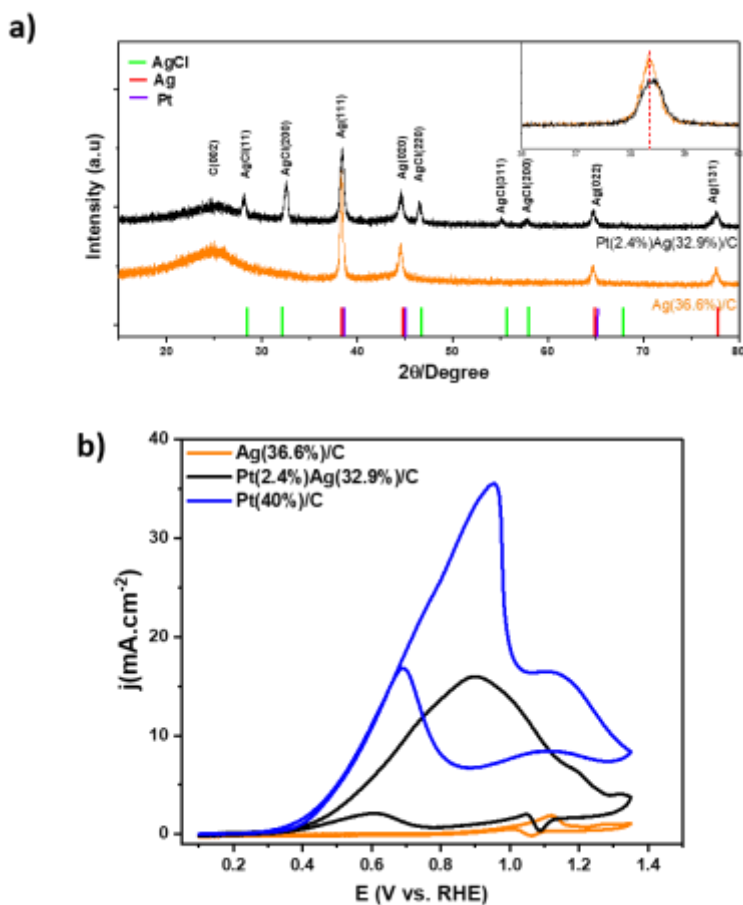 a)
AgCl
Ag
Pt
Intensity (a.u)
C(002)
AgCl(11)
AgCl(200)
Ag(111)
Ag(020)
AgCl(220)
AgCl(311)
AgCl(200)
Ag(022)
Ag(131)
Pt(2.4%)Ag(32.9%)/C
Ag(36.6%)/C
20 30 40 50 60 70 80
2θ/Degree
b)
Ag(36.6%)/C
Pt(2.4%)Ag(32.9%)/C
Pt(40%)/C
j(mA.cm-2)
40
30
20
10
0
0.2 0.4 0.6 0.8 1.0 1.2 1.4
E (V vs. RHE)